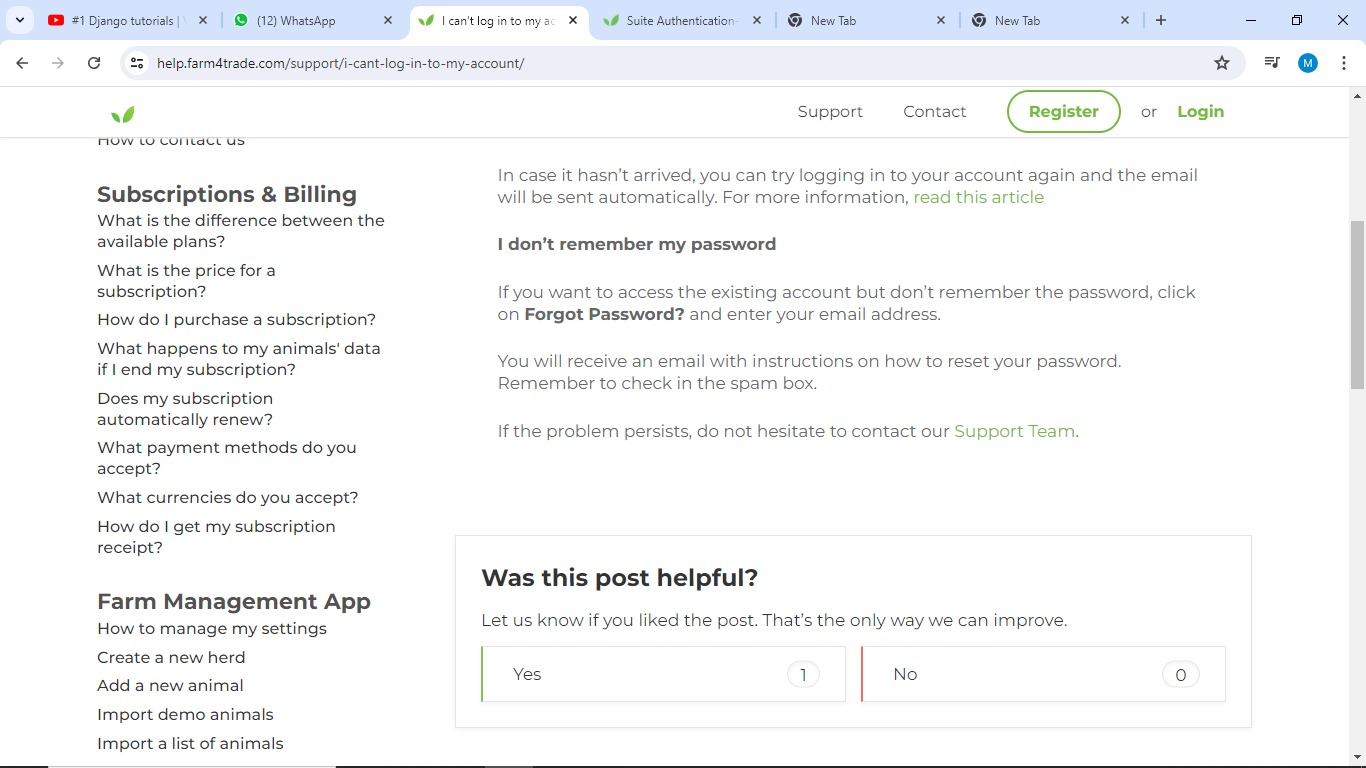 #1 Django tutorials |
(12) WhatsApp
I can't log in to my ac
Suite Authentication-
New Tab
New Tab
help.farm4trade.com/support/i-cant-log-in-to-my-account/
M
Support
Contact
Register
or
Login
How to contact us
Subscriptions & Billing
What is the difference between the
available plans?
What is the price for a
subscription?
How do I purchase a subscription?
What happens to my animals' data
if I end my subscription?
Does my subscription
automatically renew?
What payment methods do you
accept?
What currencies do you accept?
How do I get my subscription
receipt?
Farm Management App
How to manage my settings
Create a new herd
Add a new animal
Import demo animals
Import a list of animals
In case it hasn’t arrived, you can try logging in to your account again and the email
will be sent automatically. For more information, read this article
I don’t remember my password
If you want to access the existing account but don’t remember the password, click
on Forgot Password? and enter your email address.
You will receive an email with instructions on how to reset your password.
Remember to check in the spam box.
If the problem persists, do not hesitate to contact our Support Team.
Was this post helpful?
Let us know if you liked the post. That’s the only way we can improve.
Yes
1
No
0